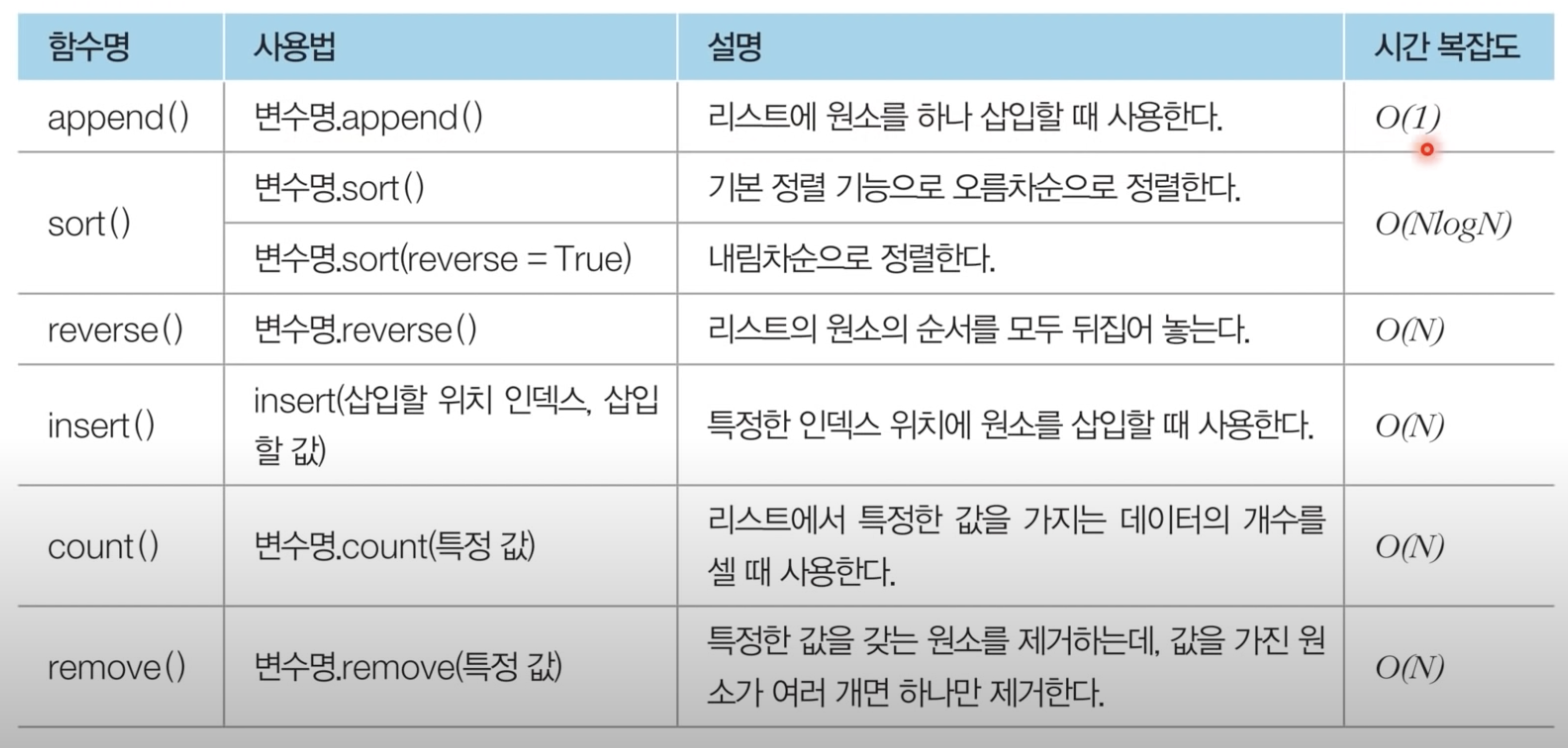 함수명 사용법 설명 시간 복잡도
append() 변수명.append() 리스트에 원소를 하나 삽입할 때 사용한다. O(1)
sort() 변수명.sort() 기본 정렬 기능으로 오름차순으로 정렬한다. O(NlogN)
변수명.sort(reverse = True) 내림차순으로 정렬한다.
reverse() 변수명.reverse() 리스트의 원소의 순서를 모두 뒤집어 놓는다. O(N)
insert() insert(삽입할 위치 인덱스, 삽입
할 값) 특정한 인덱스 위치에 원소를 삽입할 때 사용한다. O(N)
count() 변수명.count(특정 값) 리스트에서 특정한 값을 가지는 데이터의 개수를
셀 때 사용한다. O(N)
remove() 변수명.remove(특정 값) 특정한 값을 갖는 원소를 제거하는데, 값을 가진 원
소가 여러 개면 하나만 제거한다. O(N)